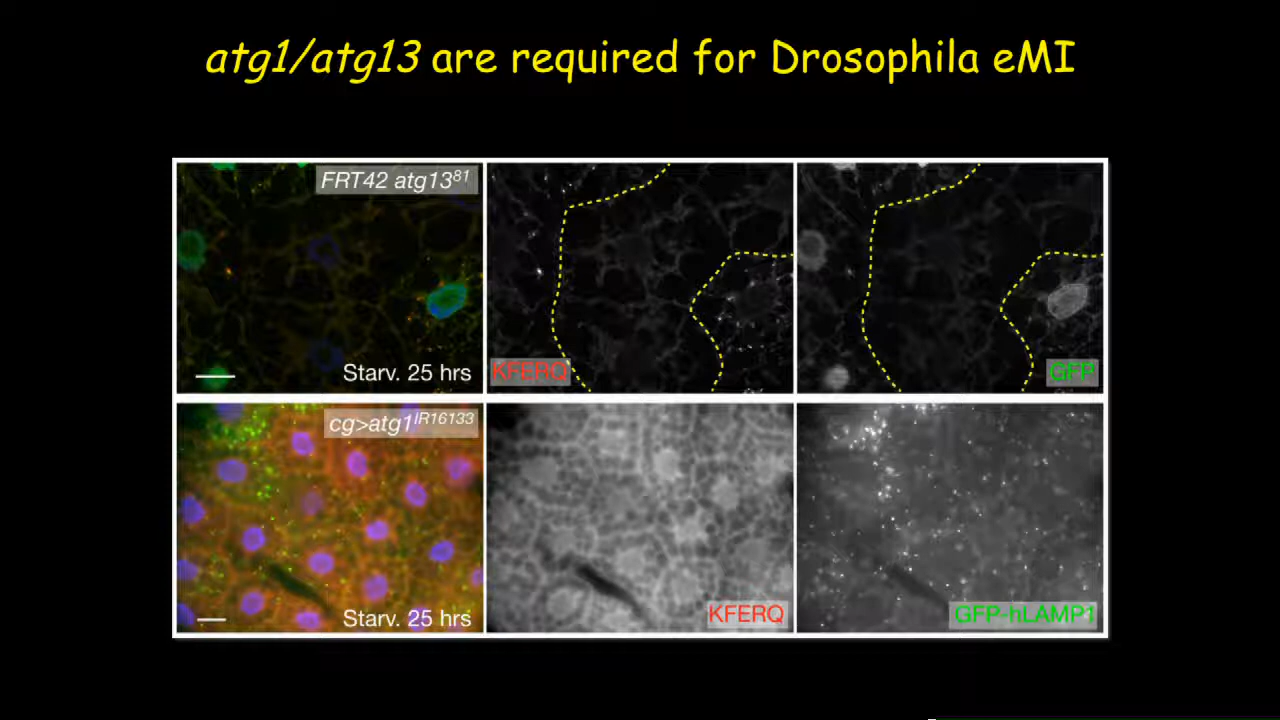 atg1/atg13 are required for Drosophila eMI
FRT42 atg13⁸¹
Starv. 25 hrs
KFERQ
GFP
cg>atg1ᴵᴿ¹⁶¹³³
Starv. 25 hrs
KFERQ
GFP-hLAMP1